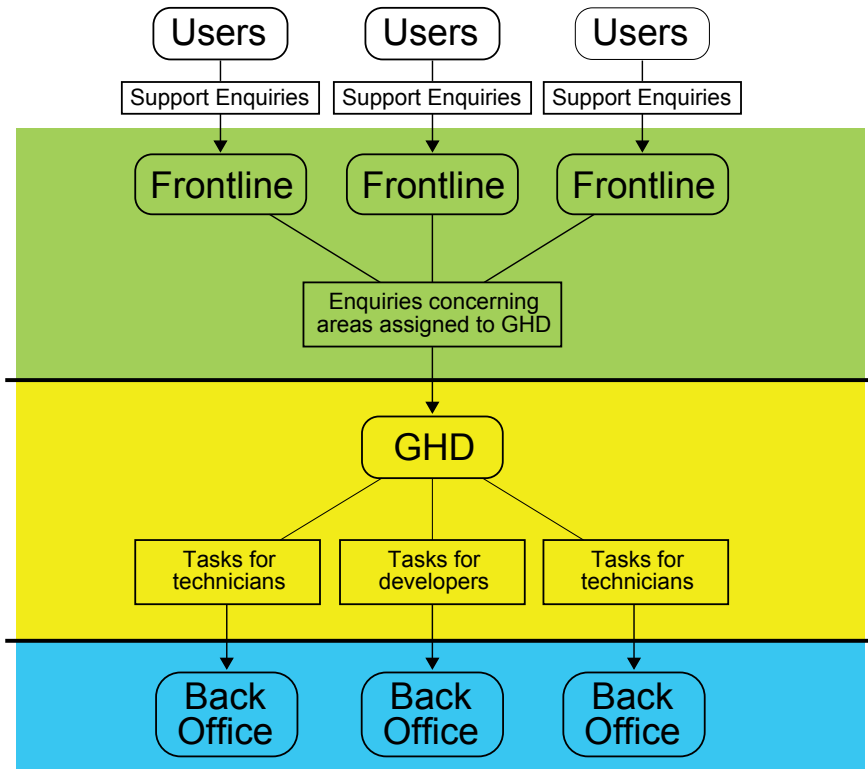 Users
Users
Users
Support Enquiries
Support Enquiries
Support Enquiries
Frontline
Frontline
Frontline
Enquiries concerning
areas assigned to GHD
GHD
Tasks for
technicians
Tasks for
developers
Tasks for
technicians
Back
Office
Back
Office
Back
Office